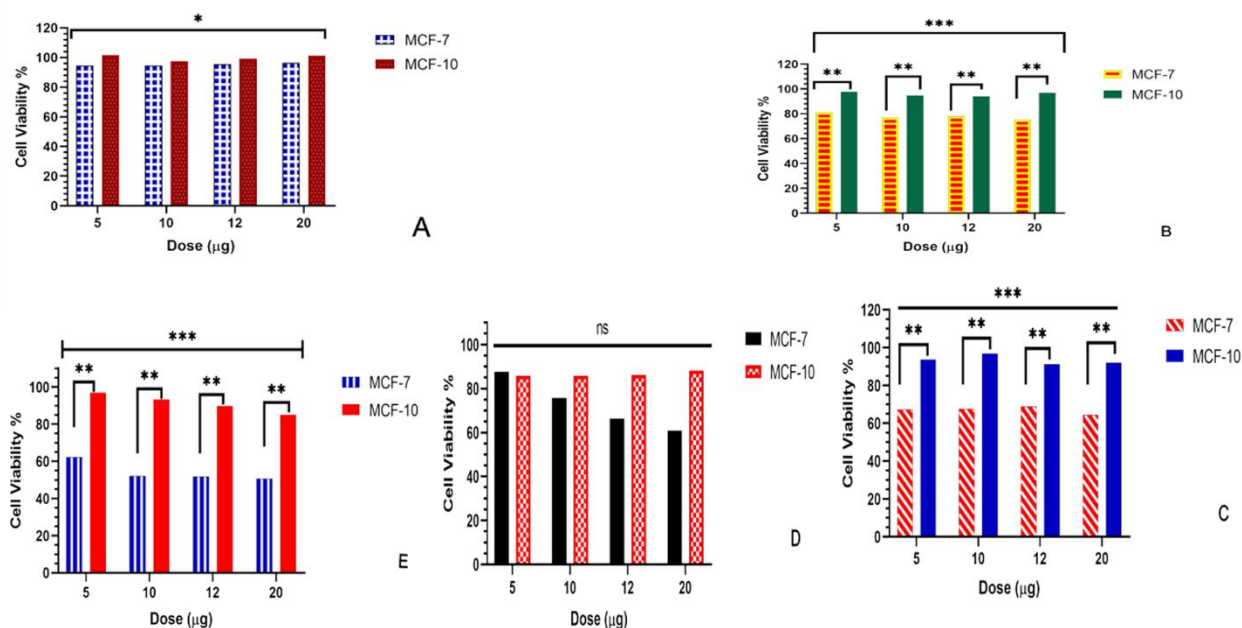 *
120
100
80
60
40
20
0
Cell Viability %
5 10 12 20
Dose (μg)
MCF-7
MCF-10
A
***
** ** ** **
120
100
80
60
40
20
0
Cell Viability %
5 10 12 20
Dose (μg)
MCF-7
MCF-10
B
***
** ** ** **
100
80
60
40
20
0
Cell Viability %
5 10 12 20
Dose (μg)
MCF-7
MCF-10
E
ns
100
80
60
40
20
0
Cell Viability %
5 10 12 20
Dose (μg)
MCF-7
MCF-10
D
***
** ** ** **
120
100
80
60
40
20
0
Cell Viability %
5 10 12 20
Dose (μg)
MCF-7
MCF-10
C